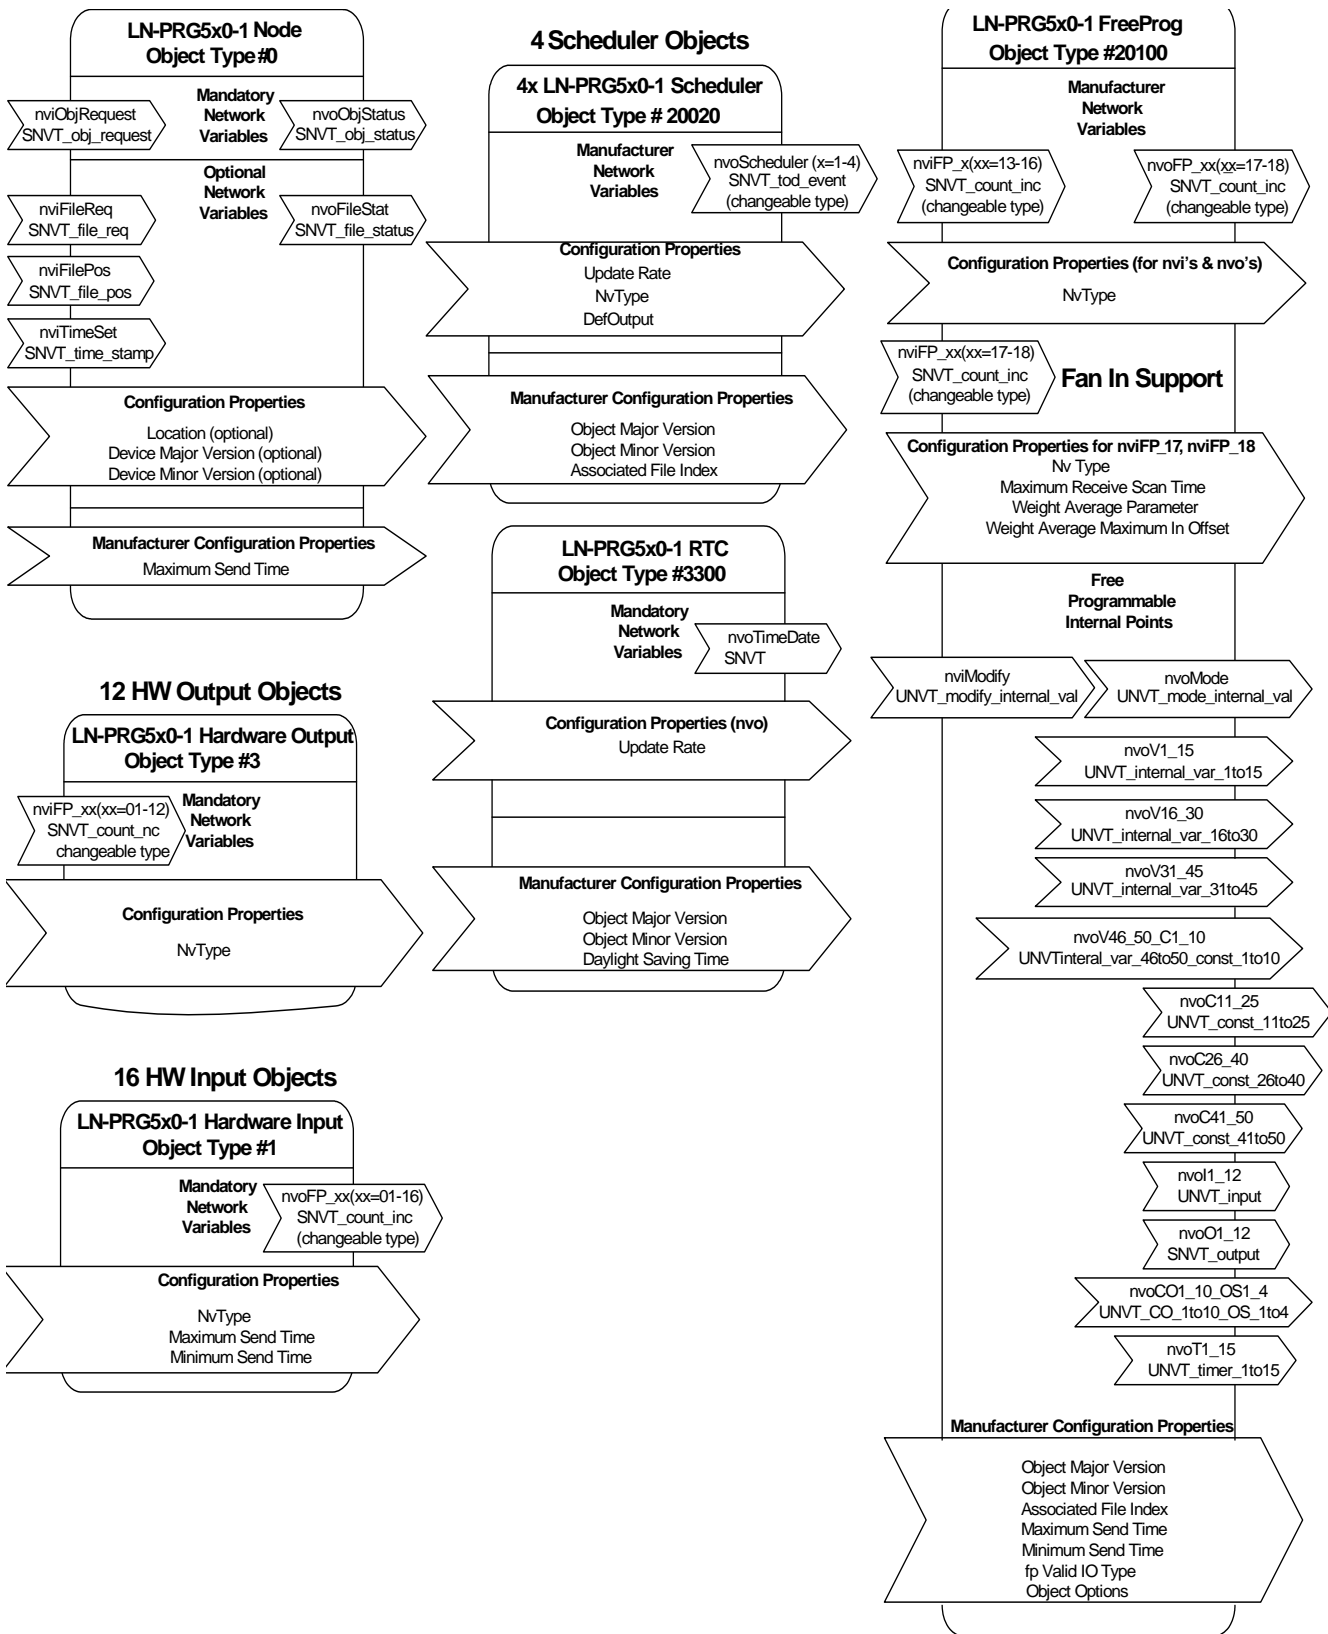 LN-PRG5x0-1 Node
Object Type #0
Mandatory
Network
Variables
nviObjRequest
SNVT_obj_request
nvoObjStatus
SNVT_obj_status
Optional
Network
Variables
nviFileReq
SNVT_file_req
nvoFileStat
SNVT_file_status
nviFilePos
SNVT_file_pos
nviTimeSet
SNVT_time_stamp
Configuration Properties
Location (optional)
Device Major Version (optional)
Device Minor Version (optional)
Manufacturer Configuration Properties
Maximum Send Time
12 HW Output Objects
LN-PRG5x0-1 Hardware Output
Object Type #3
nviFP_xx(xx=01-12)
SNVT_count_nc
changeable type
Mandatory
Network
Variables
Configuration Properties
NvType
16 HW Input Objects
LN-PRG5x0-1 Hardware Input
Object Type #1
Mandatory
Network
Variables
nvoFP_xx(xx=01-16)
SNVT_count_inc
(changeable type)
Configuration Properties
NvType
Maximum Send Time
Minimum Send Time
4 Scheduler Objects
4x LN-PRG5x0-1 Scheduler
Object Type # 20020
Manufacturer
Network
Variables
nvoScheduler (x=1-4)
SNVT_tod_event
(changeable type)
Configuration Properties
Update Rate
NvType
DefOutput
Manufacturer Configuration Properties
Object Major Version
Object Minor Version
Associated File Index
LN-PRG5x0-1 RTC
Object Type #3300
Mandatory
Network
Variables
nvoTimeDate
SNVT
Configuration Properties (nvo)
Update Rate
Manufacturer Configuration Properties
Object Major Version
Object Minor Version
Daylight Saving Time
LN-PRG5x0-1 FreeProg
Object Type #20100
Manufacturer
Network
Variables
nviFP_x(xx=13-16)
SNVT_count_inc
(changeable type)
nvoFP_xx(xx=17-18)
SNVT_count_inc
(changeable type)
Configuration Properties (for nvi's & nvo's)
NvType
nviFP_xx(xx=17-18)
SNVT_count_inc
(changeable type)
Fan In Support
Configuration Properties for nviFP_17, nviFP_18
Nv Type
Maximum Receive Scan Time
Weight Average Parameter
Weight Average Maximum In Offset
Free
Programmable
Internal Points
nviModify
UNVT_modify_internal_val
nvoMode
UNVT_mode_internal_val
nvoV1_15
UNVT_internal_var_1to15
nvoV16_30
UNVT_internal_var_16to30
nvoV31_45
UNVT_internal_var_31to45
nvoV46_50_C1_10
UNVTinteral_var_46to50_const_1to10
nvoC11_25
UNVT_const_11to25
nvoC26_40
UNVT_const_26to40
nvoC41_50
UNVT_const_41to50
nvoI1_12
UNVT_input
nvoO1_12
SNVT_output
nvoCO1_10_OS1_4
UNVT_CO_1to10_OS_1to4
nvoT1_15
UNVT_timer_1to15
Manufacturer Configuration Properties
Object Major Version
Object Minor Version
Associated File Index
Maximum Send Time
Minimum Send Time
fp Valid IO Type
Object Options